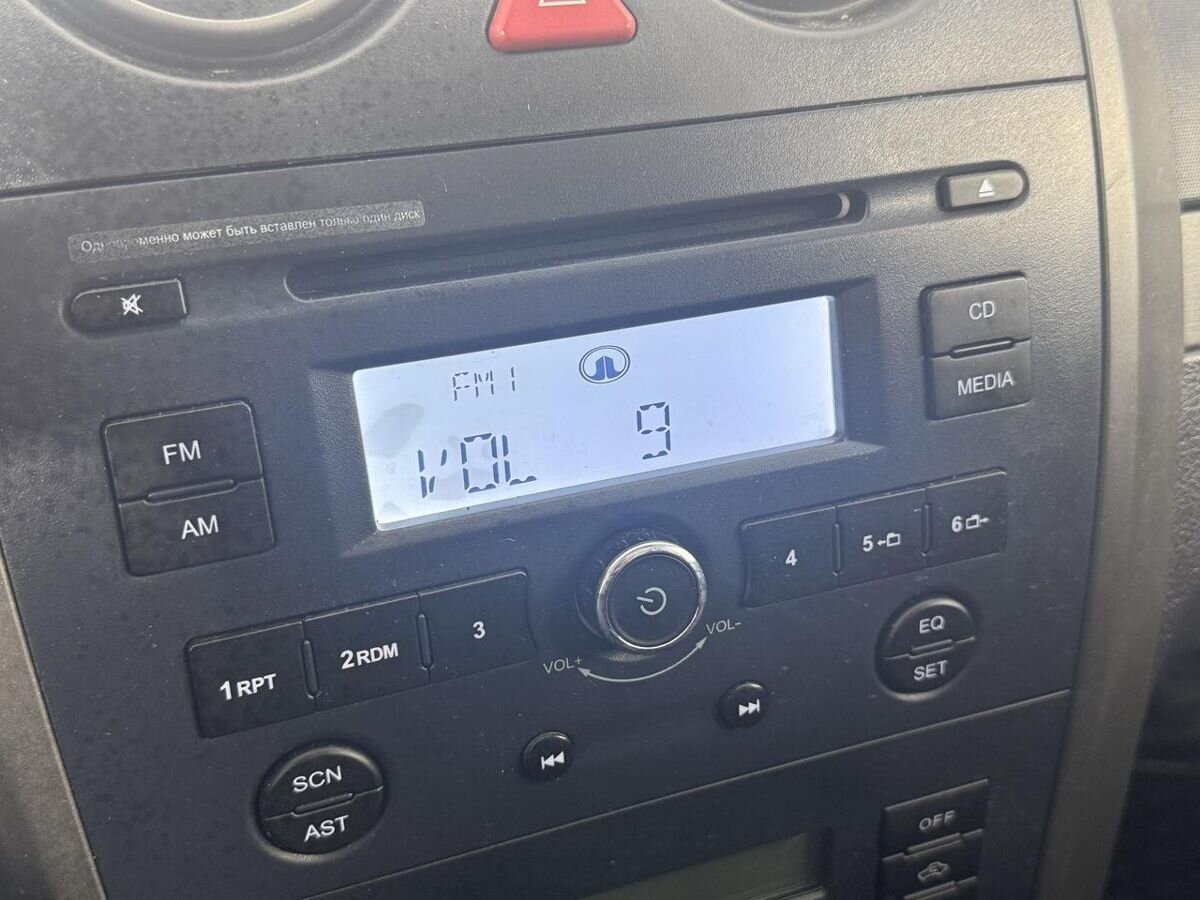 Одновременно может быть вставлен только один диск
CD
MEDIA
FM1
VOL 9
FM
AM
4
5
6
1RPT
2RDM
3
VOL+
VOL-
EQ
SET
SCN
AST
OFF